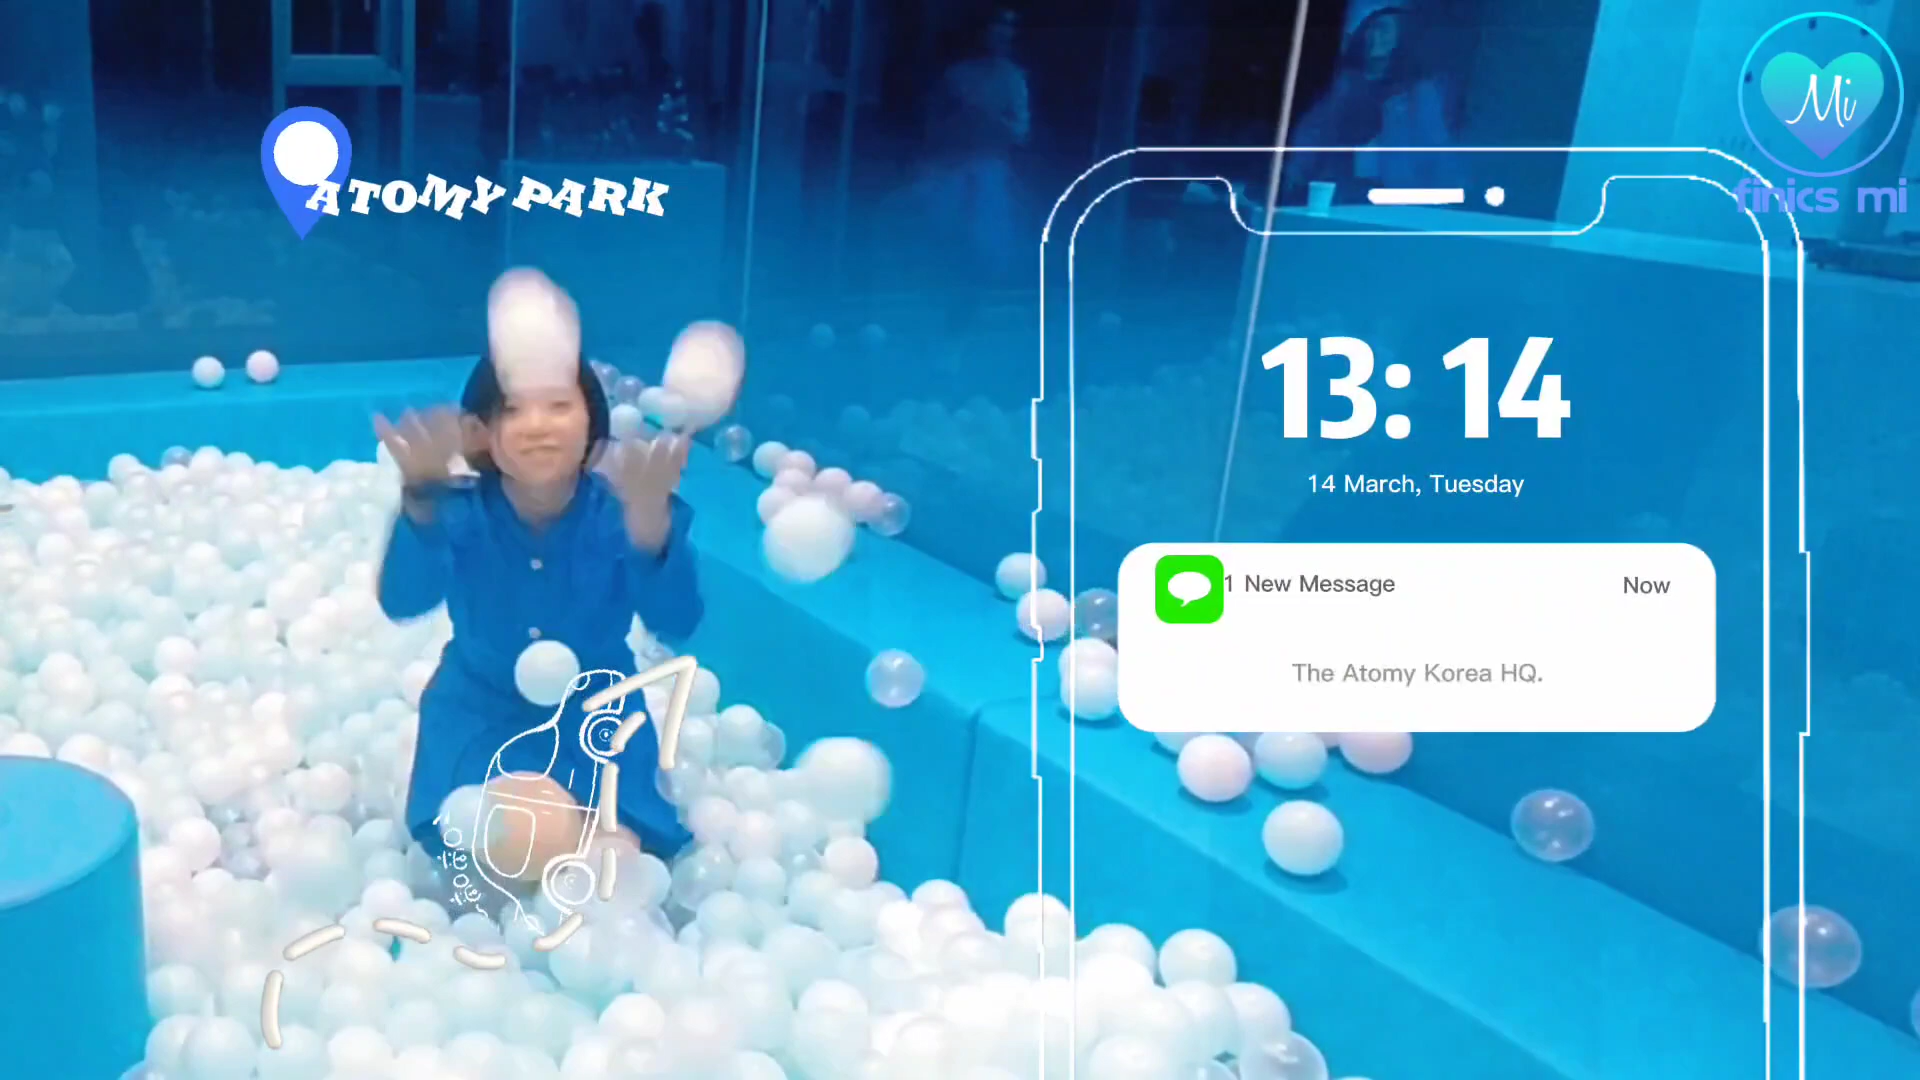 Mi
finics mi
ATOMY PARK
13: 14
14 March, Tuesday
1 New Message
Now
The Atomy Korea HQ.